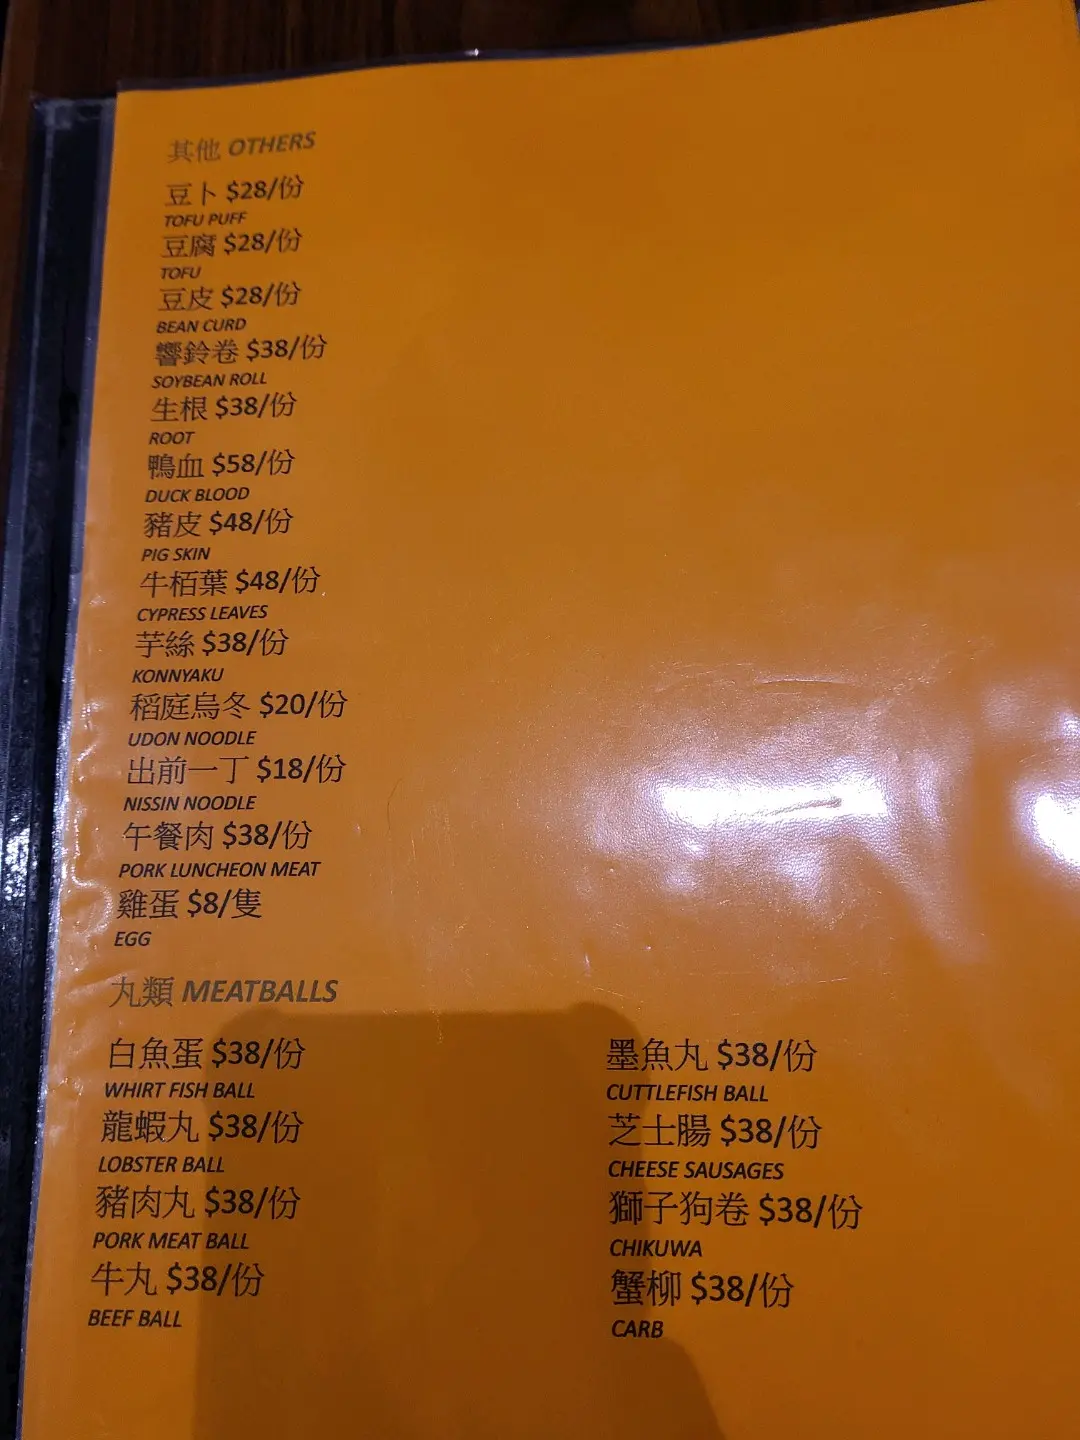 其他 OTHERS
豆卜 $28/份
TOFU PUFF
豆腐 $28/份
TOFU
豆皮 $28/份
BEAN CURD
響鈴卷 $38/份
SOYBEAN ROLL
生根 $38/份
ROOT
鴨血 $58/份
DUCK BLOOD
豬皮 $48/份
PIG SKIN
牛栢葉 $48/份
CYPRESS LEAVES
芋絲 $38/份
KONNYAKU
稻庭烏冬 $20/份
UDON NOODLE
出前一丁 $18/份
NISSIN NOODLE
午餐肉 $38/份
PORK LUNCHEON MEAT
雞蛋 $8/隻
EGG
丸類 MEATBALLS
白魚蛋 $38/份
WHIRT FISH BALL
龍蝦丸 $38/份
LOBSTER BALL
豬肉丸 $38/份
PORK MEAT BALL
牛丸 $38/份
BEEF BALL
墨魚丸 $38/份
CUTTLEFISH BALL
芝士腸 $38/份
CHEESE SAUSAGES
獅子狗卷 $38/份
CHIKUWA
蟹柳 $38/份
CARB